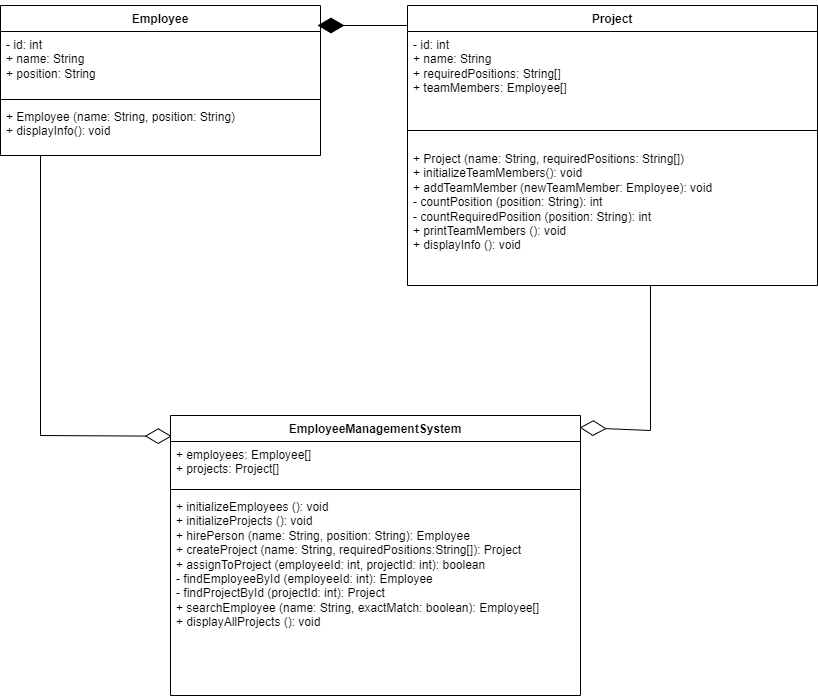 Employee
- id: int
+ name: String
+ position: String
+ Employee (name: String, position: String)
+ displayInfo(): void
Project
- id: int
+ name: String
+ requiredPositions: String[]
+ teamMembers: Employee[]
+ Project (name: String, requiredPositions: String[])
+ initializeTeamMembers(): void
+ addTeamMember (newTeamMember: Employee): void
- countPosition (position: String): int
- countRequiredPosition (position: String): int
+ printTeamMembers (): void
+ displayInfo (): void
EmployeeManagementSystem
+ employees: Employee[]
+ projects: Project[]
+ initializeEmployees (): void
+ initializeProjects (): void
+ hirePerson (name: String, position: String): Employee
+ createProject (name: String, requiredPositions:String[]): Project
+ assignToProject (employeeId: int, projectId: int): boolean
- findEmployeeById (employeeId: int): Employee
- findProjectById (projectId: int): Project
+ searchEmployee (name: String, exactMatch: boolean): Employee[]
+ displayAllProjects (): void